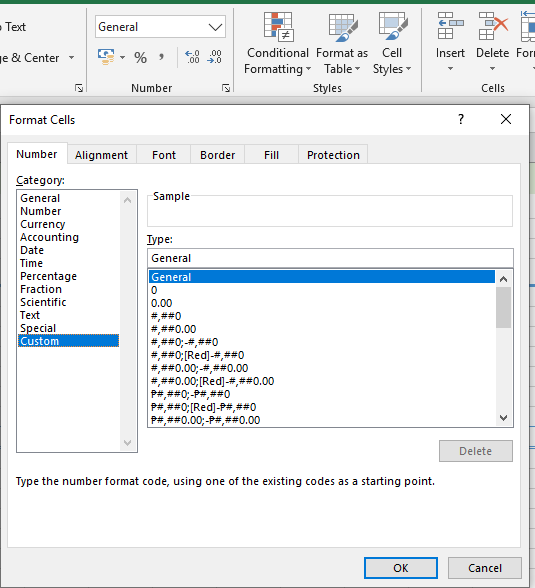 o Text
General
Conditional
Formatting
Format as
Table
Cell
Styles
Insert
Delete
For
ge & Center
%
,
←.0
.00
.00
→.0
Number
Styles
Cells
Format Cells
?
Number
Alignment
Font
Border
Fill
Protection
Category:
General
Number
Currency
Accounting
Date
Time
Percentage
Fraction
Scientific
Text
Special
Custom
Sample
Type:
General
General
0
0.00
#,##0
#,##0.00
#,##0;-#,##0
#,##0;[Red]-#,##0
#,##0.00;-#,##0.00
#,##0.00;[Red]-#,##0.00
₱#,##0;-₱#,##0
₱#,##0;[Red]-₱#,##0
₱#,##0.00;-₱#,##0.00
Delete
Type the number format code, using one of the existing codes as a starting point.
OK
Cancel